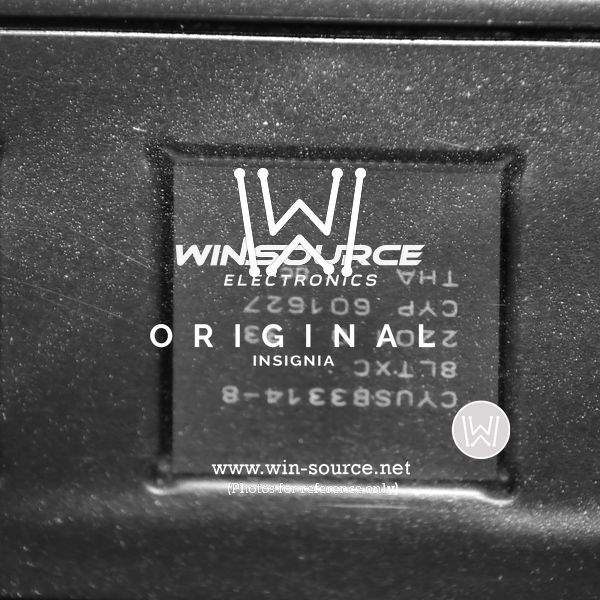 WINSOURCE
ELECTRONICS
ORIGINAL
INSIGNIA
www.win-source.net
(Photos for reference only)
CYUSB3314-8
8LTXC
CYP 601627
THA